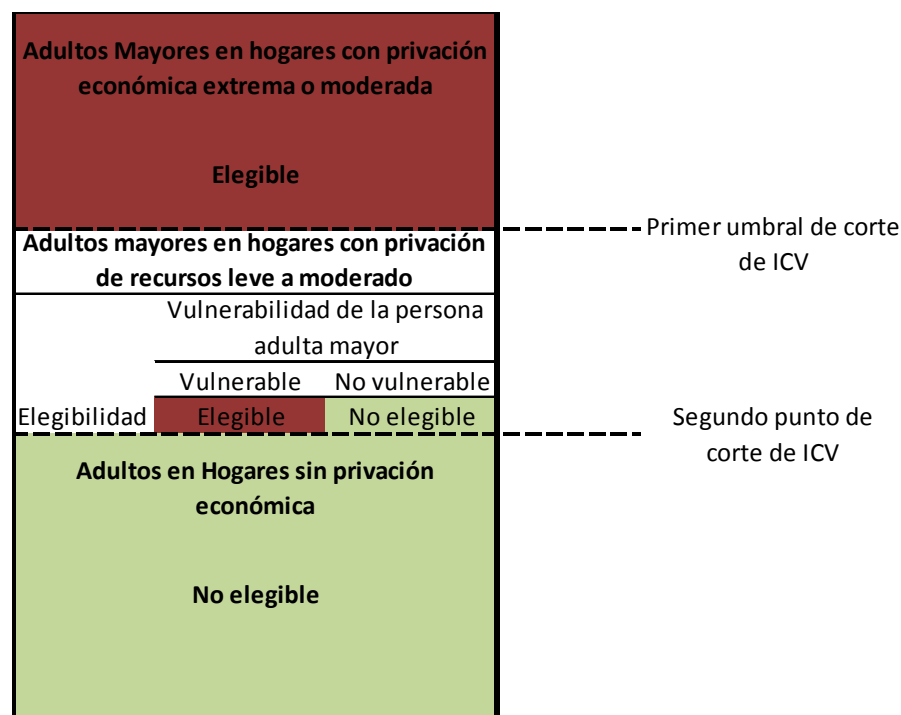 Adultos Mayores en hogares con privación
económica extrema o moderada
Elegible
Primer umbral de corte
de ICV
Adultos mayores en hogares con privación
de recursos leve a moderado
Vulnerabilidad de la persona
adulta mayor
Vulnerable No vulnerable
Elegibilidad Elegible No elegible
Segundo punto de
corte de ICV
Adultos en Hogares sin privación
económica
No elegible